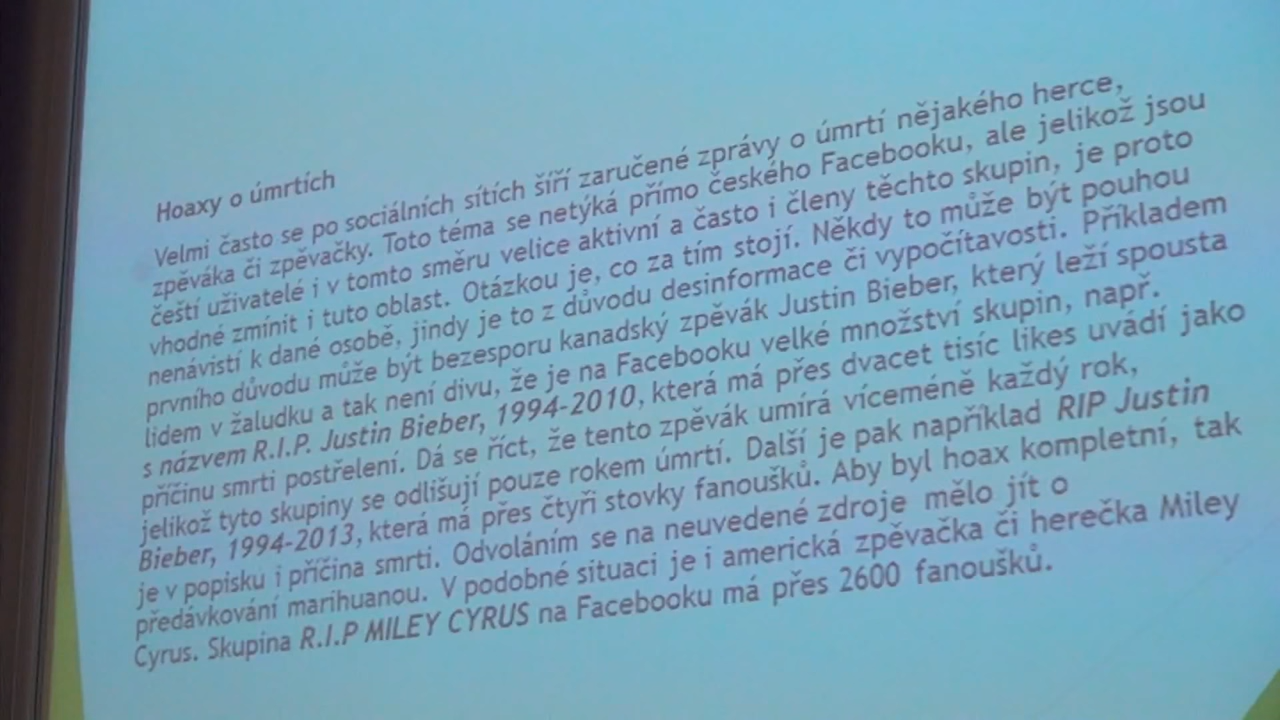 Hoaxy o úmrtích
Velmi často se po sociálních sítích šíří zaručené zprávy o úmrtí nějakého herce,
zpěváka či zpěvačky. Toto téma se netýká přímo českého Facebooku, ale jelikož jsou
čeští uživatelé i v tomto směru velice aktivní a často i členy těchto skupin, je proto
vhodné zmínit i tuto oblast. Otázkou je, co za tím stojí. Někdy to může být pouhou
nenávistí k dané osobě, jindy je to z důvodu desinformace či vypočítavosti. Příkladem
prvního důvodu může být bezesporu kanadský zpěvák Justin Bieber, který leží spousta
lidem v žaludku a tak není divu, že je na Facebooku velké množství skupin, např.
s názvem R.I.P. Justin Bieber, 1994-2010, která má přes dvacet tisíc likes uvádí jako
příčinu smrti postřelení. Dá se říct, že tento zpěvák umírá víceméně každý rok,
jelikož tyto skupiny se odlišují pouze rokem úmrtí. Další je pak například RIP Justin
Bieber, 1994-2013, která má přes čtyři stovky fanoušků. Aby byl hoax kompletní, tak
je v popisku i příčina smrti. Odvoláním se na neuvedené zdroje mělo jít o
předávkování marihuanou. V podobné situaci je i americká zpěvačka či herečka Miley
Cyrus. Skupina R.I.P MILEY CYRUS na Facebooku má přes 2600 fanoušků.